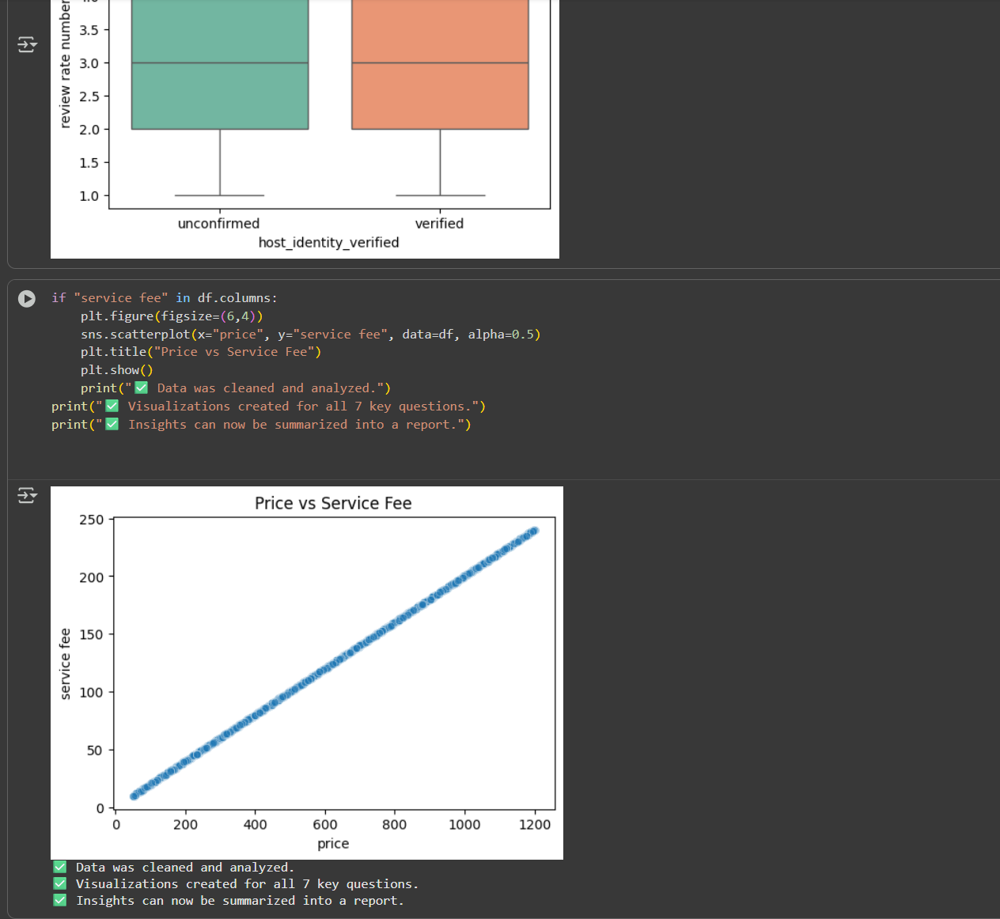 4.0
3.5
3.0
2.5
2.0
1.5
1.0
review rate number
unconfirmed verified
host_identity_verified
if "service fee" in df.columns:
plt.figure(figsize=(6,4))
sns.scatterplot(x="price", y="service fee", data=df, alpha=0.5)
plt.title("Price vs Service Fee")
plt.show()
print("✅ Data was cleaned and analyzed.")
print("✅ Visualizations created for all 7 key questions.")
print("✅ Insights can now be summarized into a report.")
Price vs Service Fee
250
200
150
100
50
0
service fee
0 200 400 600 800 1000 1200
price
✅ Data was cleaned and analyzed.
✅ Visualizations created for all 7 key questions.
✅ Insights can now be summarized into a report.